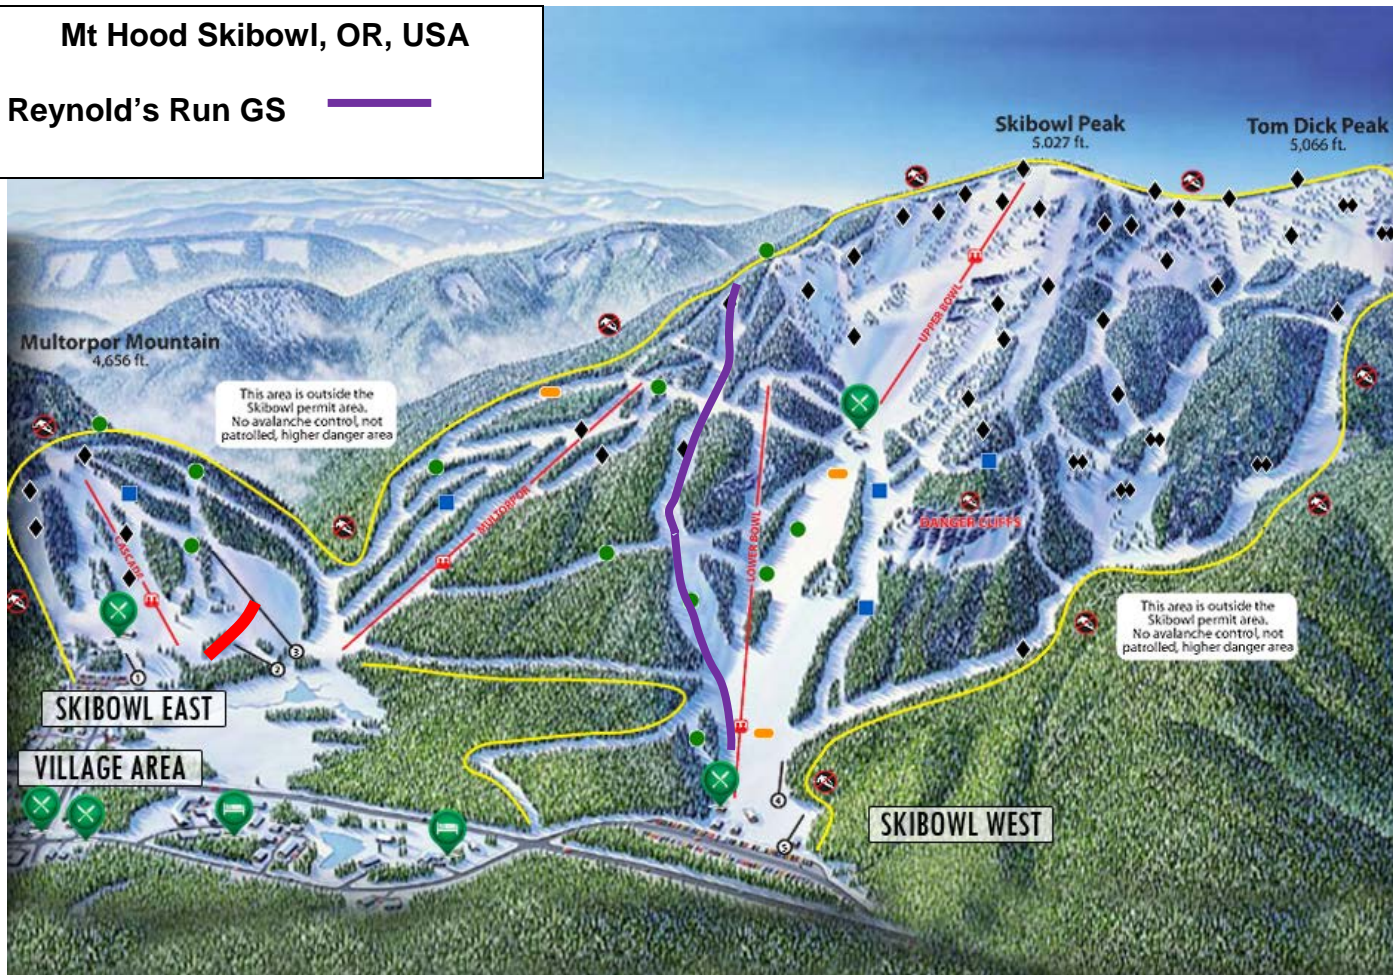 Mt Hood Skibowl, OR, USA
Reynold's Run GS
Skibowl Peak
5.027 ft.
Tom Dick Peak
5,066 ft.
Multorpor Mountain
4,656 ft.
This area is outside the
Skibowl permit area.
No avalanche control, not
patrolled, higher danger area
UPPER BOWL
MULTORPOR
LOWER BOWL
CASCADE
DANGER CLIFFS
This area is outside the
Skibowl permit area.
No avalanche control, not
patrolled, higher danger area
1
2
3
SKIBOWL EAST
VILLAGE AREA
4
5
SKIBOWL WEST